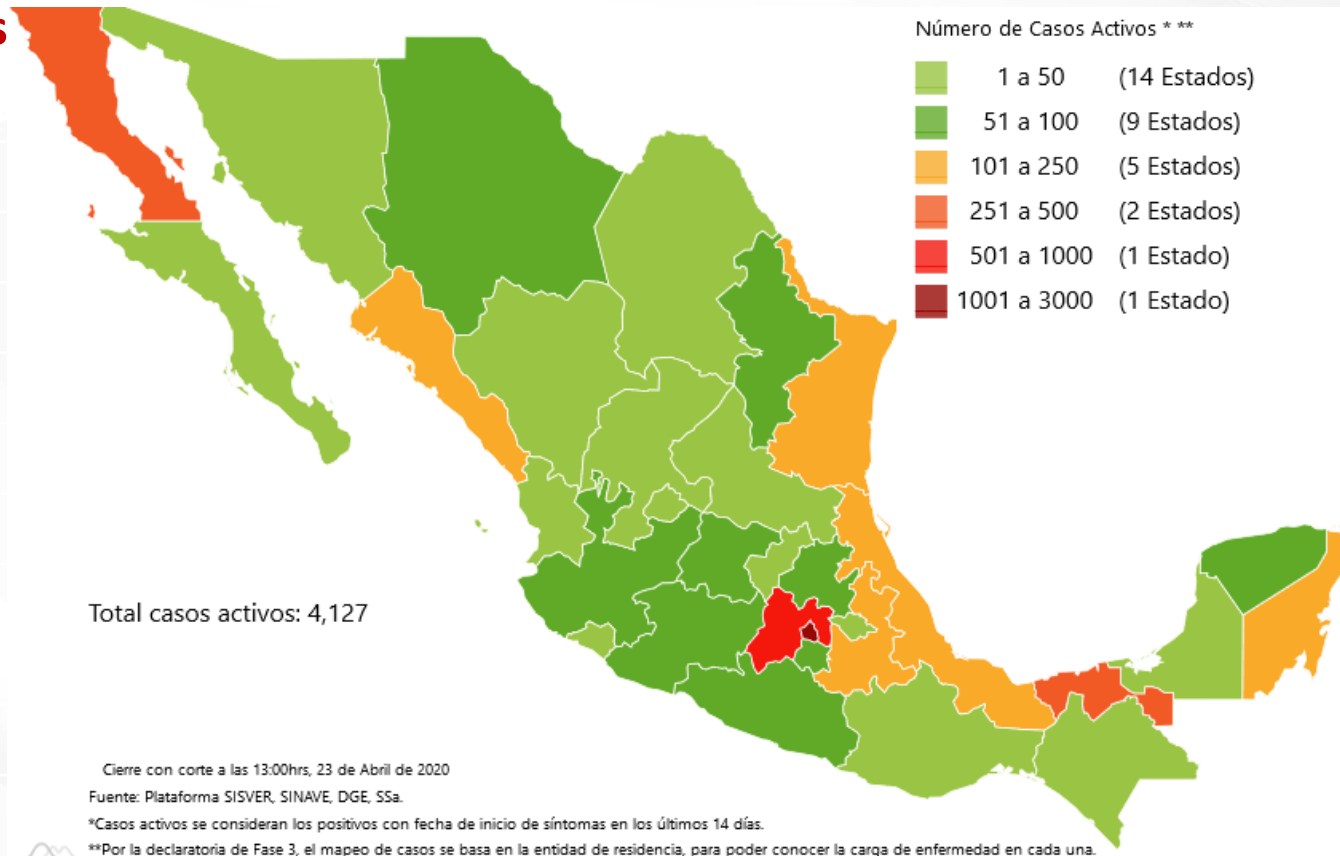 s
Número de Casos Activos * **
1 a 50 (14 Estados)
51 a 100 (9 Estados)
101 a 250 (5 Estados)
251 a 500 (2 Estados)
501 a 1000 (1 Estado)
1001 a 3000 (1 Estado)
Total casos activos: 4,127
Cierre con corte a las 13:00hrs, 23 de Abril de 2020
Fuente: Plataforma SISVER, SINAVE, DGE, SSa.
*Casos activos se consideran los positivos con fecha de inicio de síntomas en los últimos 14 días.
**Por la declaratoria de Fase 3, el mapeo de casos se basa en la entidad de residencia, para poder conocer la carga de enfermedad en cada una.